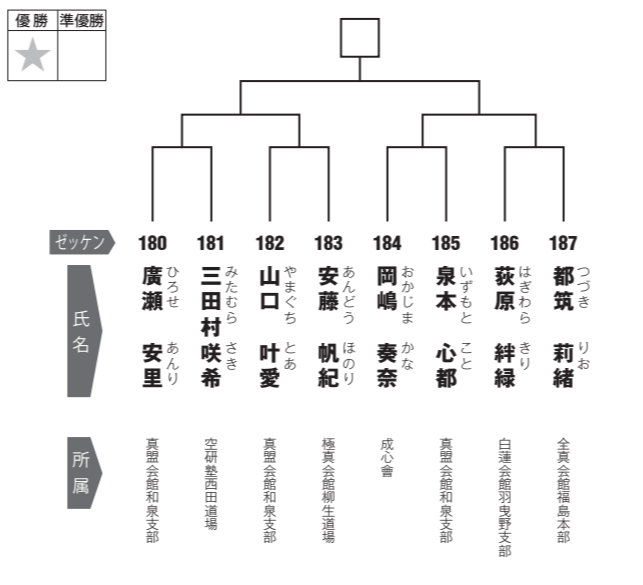 優勝 準優勝
★
ゼッケン 180 181 182 183 184 185 186 187
氏名
廣瀬 安里 ひろせ あんり
三田村 咲希 みたむら さき
山口 叶愛 やまぐち とあ
安藤 帆紀 あんどう ほのり
岡嶋 奏奈 おかじま かな
泉本 心都 いずもと こと
荻原 絆緑 はぎわら きり
都筑 莉緒 つづき りお
所属
真盟会館和泉支部
空研塾西田道場
真盟会館和泉支部
極真会館柳生道場
成心會
真盟会館和泉支部
白蓮会館羽曳野支部
全真会館福島本部